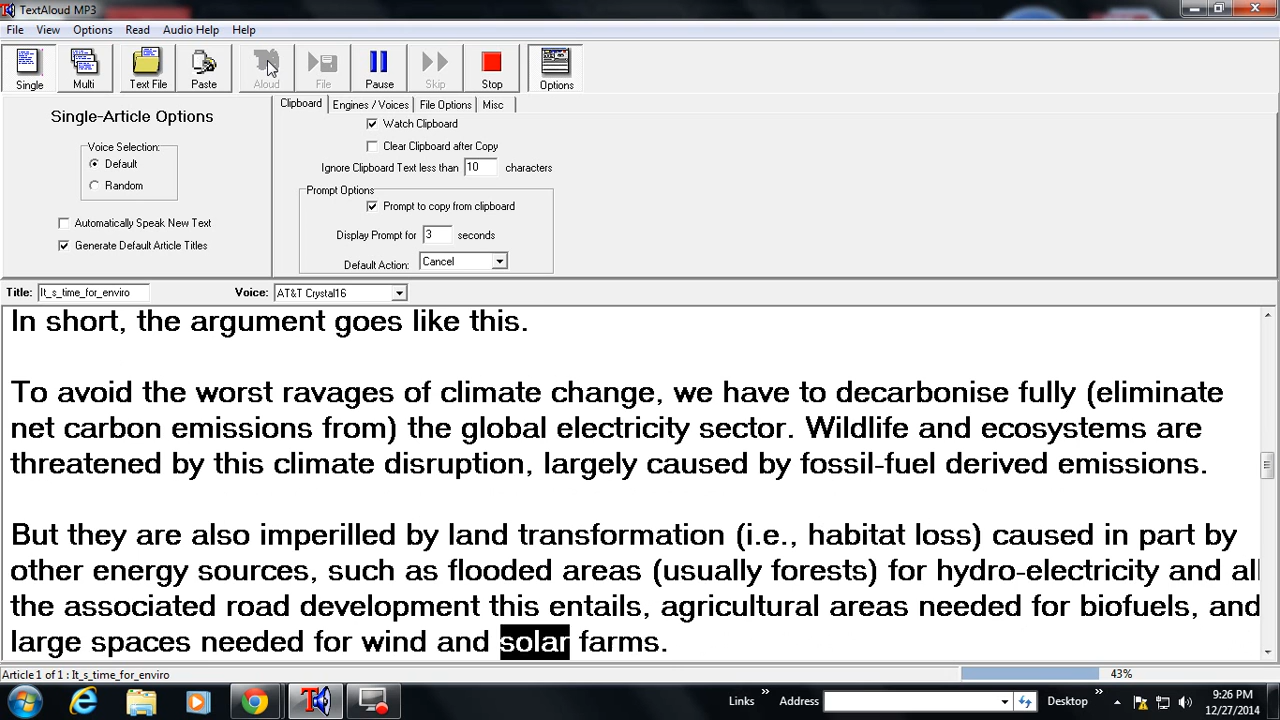 TextAloud MP3
File View Options Read Audio Help Help
Single Multi Text File Paste Aloud File Pause Skip Stop Options
Single-Article Options
Voice Selection:
Default
Random
Automatically Speak New Text
Generate Default Article Titles
Clipboard Engines / Voices File Options Misc
Watch Clipboard
Clear Clipboard after Copy
Ignore Clipboard Text less than 10 characters
Prompt Options
Prompt to copy from clipboard
Display Prompt for 3 seconds
Default Action: Cancel
Title: It_s_time_for_enviro Voice: AT&T Crystal16
In short, the argument goes like this.
To avoid the worst ravages of climate change, we have to decarbonise fully (eliminate
net carbon emissions from) the global electricity sector. Wildlife and ecosystems are
threatened by this climate disruption, largely caused by fossil-fuel derived emissions.
But they are also imperilled by land transformation (i.e., habitat loss) caused in part by
other energy sources, such as flooded areas (usually forests) for hydro-electricity and all
the associated road development this entails, agricultural areas needed for biofuels, and
large spaces needed for wind and solar farms.
Article 1 of 1 : It_s_time_for_enviro 43%
Links » Address Desktop » 9:26 PM
12/27/2014